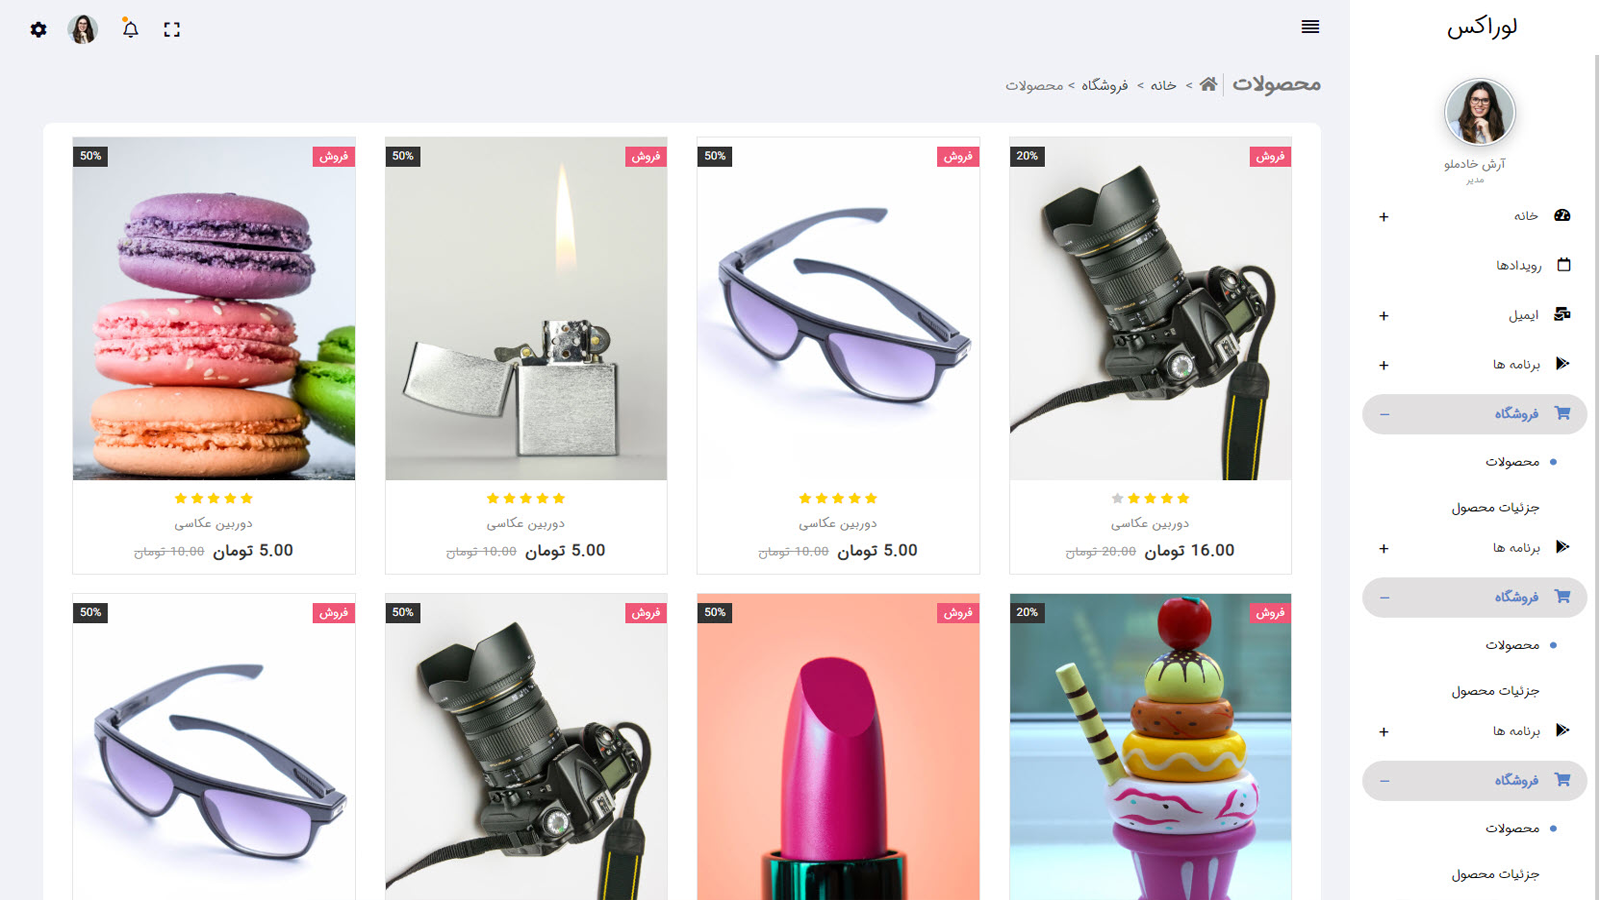 لوراکس
آرش خادملو
مدیر
خانه
رویدادها
ایمیل
برنامه ها
فروشگاه
محصولات
جزئیات محصول
برنامه ها
فروشگاه
محصولات
جزئیات محصول
برنامه ها
فروشگاه
محصولات
جزئیات محصول
محصولات
خانه > فروشگاه > محصولات
فروش 20%
دوربین عکاسی
16.00 تومان 20.00 تومان
فروش 50%
دوربین عکاسی
5.00 تومان 10.00 تومان
فروش 50%
دوربین عکاسی
5.00 تومان 10.00 تومان
فروش 50%
دوربین عکاسی
5.00 تومان 10.00 تومان
فروش 20%
فروش 50%
فروش 50%
فروش 50%